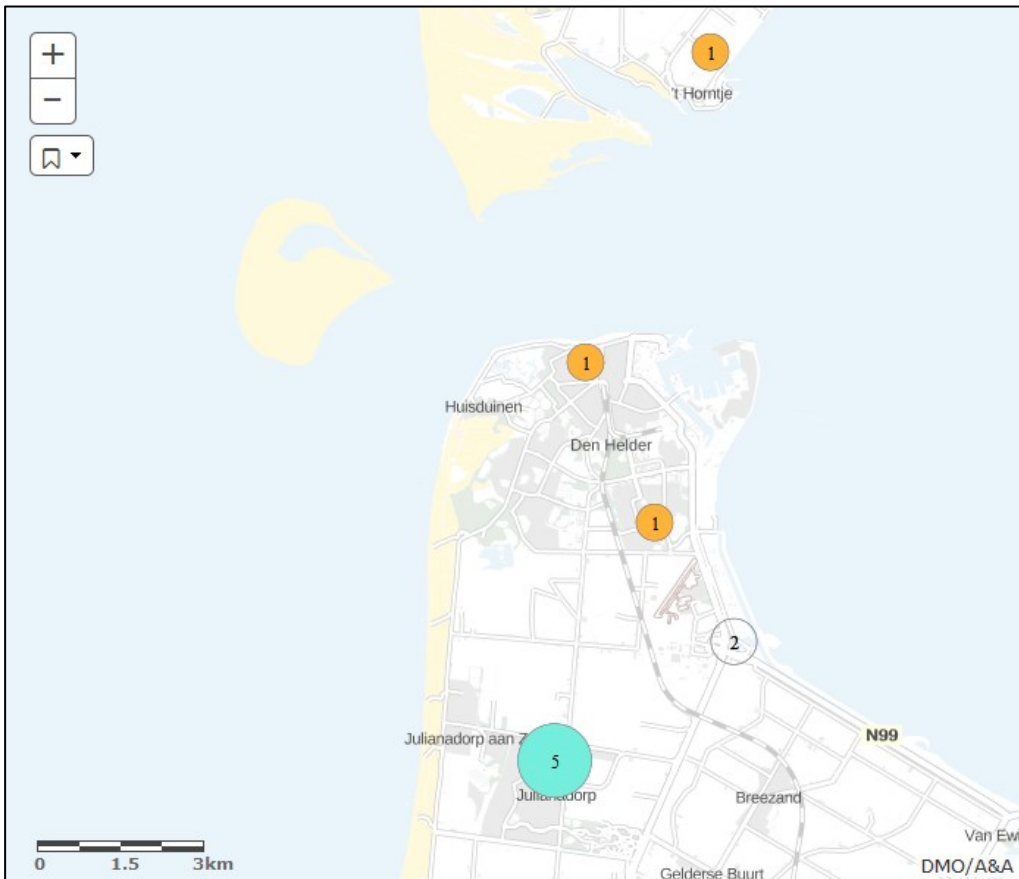 +
1
't Horntje
−
1
Huisduinen
Den Helder
1
2
N99
Julianadorp aan Z
5
Julianadorp
Breezand
Van Ewi
0 1.5 3km
Gelderse Buurt
DMO/A&A